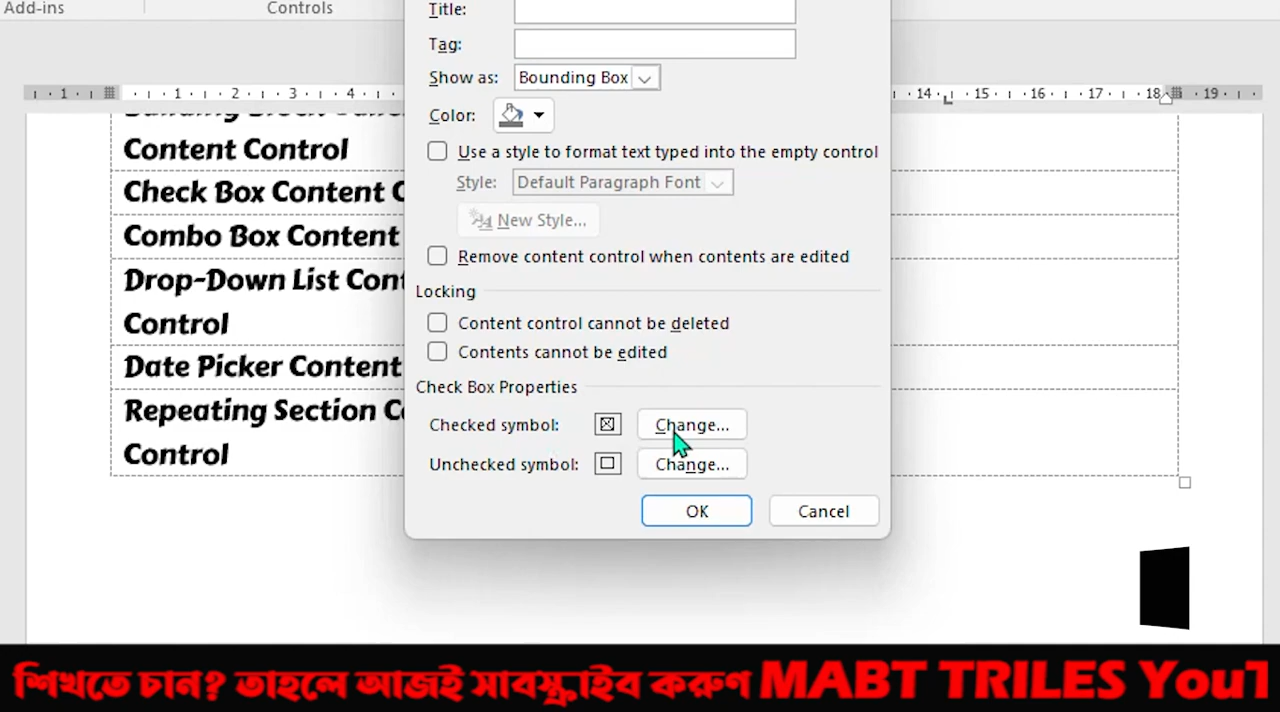 Add-ins Controls
Title:
Tag:
Show as: Bounding Box
1 1 2 3 4 14 15 16 17 18 19
Color:
Content Control
Use a style to format text typed into the empty control
Style: Default Paragraph Font
Check Box Content C
New Style...
Combo Box Content
Remove content control when contents are edited
Drop-Down List Con
Locking
Control
Content control cannot be deleted
Contents cannot be edited
Date Picker Content
Check Box Properties
Repeating Section C
Checked symbol: Change...
Control
Unchecked symbol: Change...
OK Cancel
শিখতে চান? তাহলে আজই সাবস্ক্রাইব করুণ MABT TRILES You